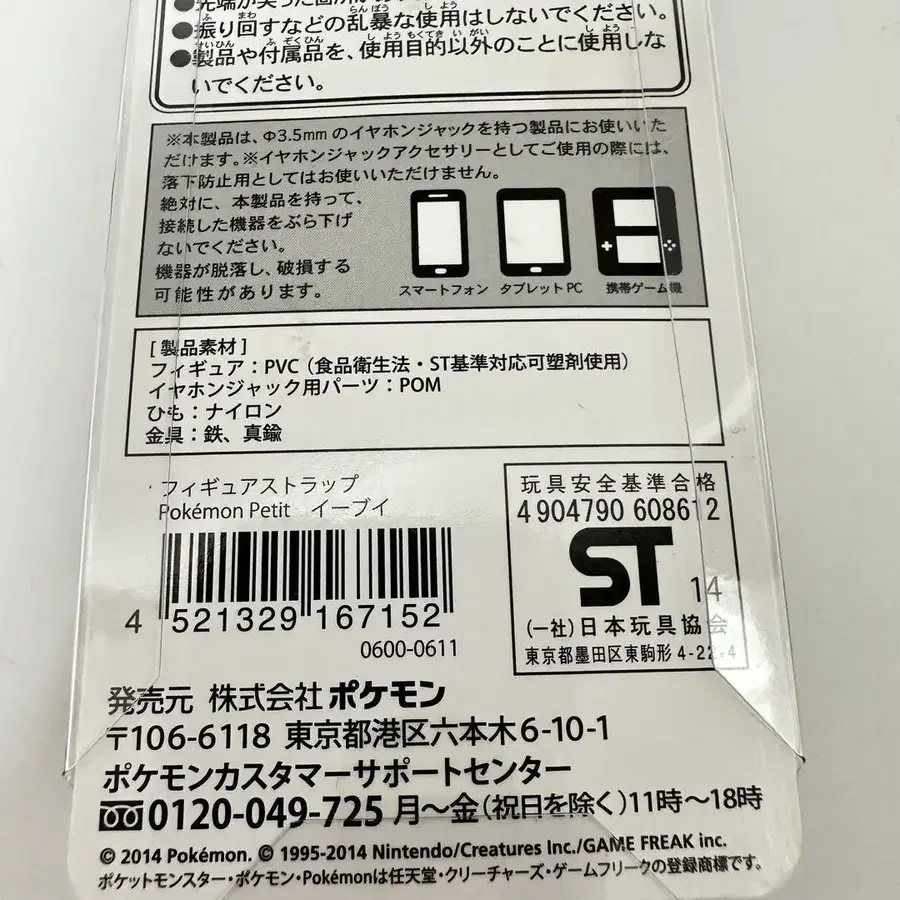 ●振り回すなどの乱暴な使用はしないでください。
●製品や付属品を、使用目的以外のことに使用しな
いでください。
※本製品は、Φ3.5mmのイヤホンジャックを持つ製品にお使いいた
だけます。※イヤホンジャックアクセサリーとしてご使用の際には、
落下防止用としてはお使いいただけません。
絶対に、本製品を持って、
接続した機器をぶら下げ
ないでください。
機器が脱落し、破損する
可能性があります。
スマートフォン タブレットPC 携帯ゲーム機
[製品素材]
フィギュア：PVC（食品衛生法・ST基準対応可塑剤使用）
イヤホンジャック用パーツ：POM
ひも：ナイロン
金具：鉄、真鍮
フィギュアストラップ
Pokémon Petit イーブイ
4 521329 167152
0600-0611
玩具安全基準合格
4904790 608612
ST 14
(一社)日本玩具協会
東京都墨田区東駒形4-22-4
発売元 株式会社ポケモン
〒106-6118 東京都港区六本木6-10-1
ポケモンカスタマーサポートセンター
0120-049-725 月〜金(祝日を除く)11時〜18時
© 2014 Pokémon. © 1995-2014 Nintendo/Creatures Inc./GAME FREAK inc.
ポケットモンスター・ポケモン・Pokémonは任天堂・クリーチャーズ・ゲームフリークの登録商標です。